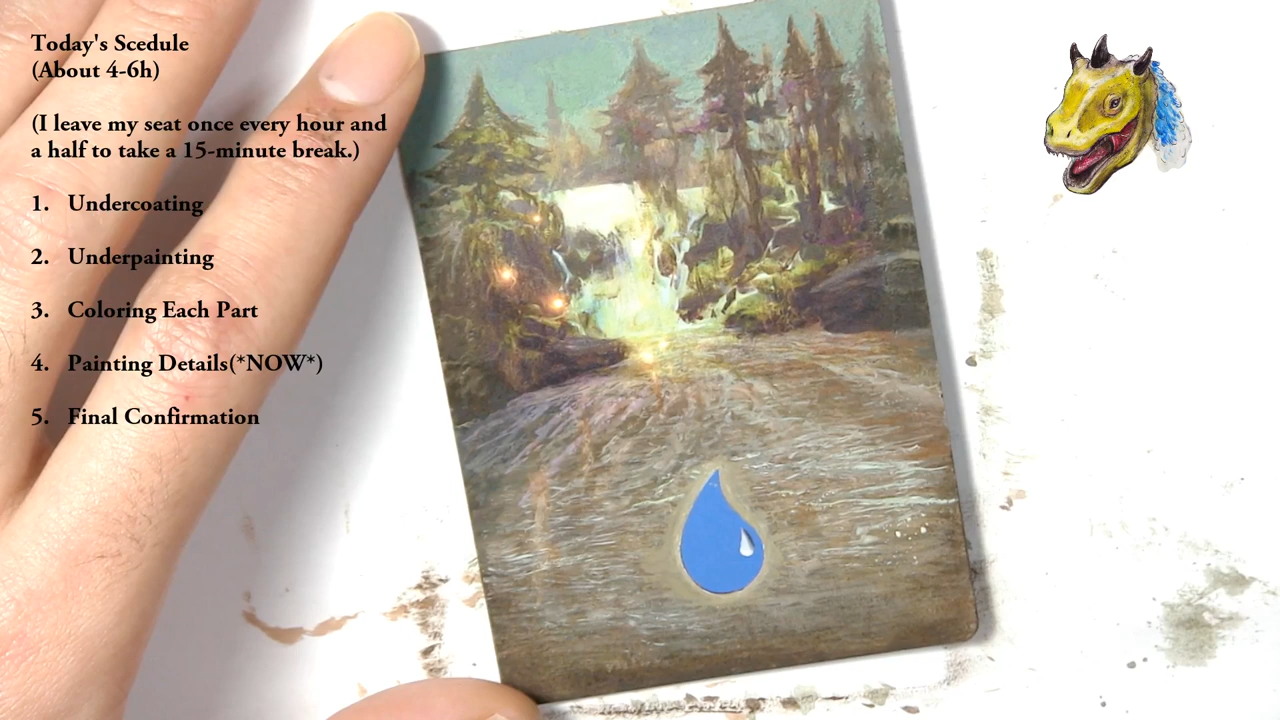 Today's Scedule
(About 4-6h)
(I leave my seat once every hour and
a half to take a 15-minute break.)
1. Undercoating
2. Underpainting
3. Coloring Each Part
4. Painting Details(*NOW*)
5. Final Confirmation